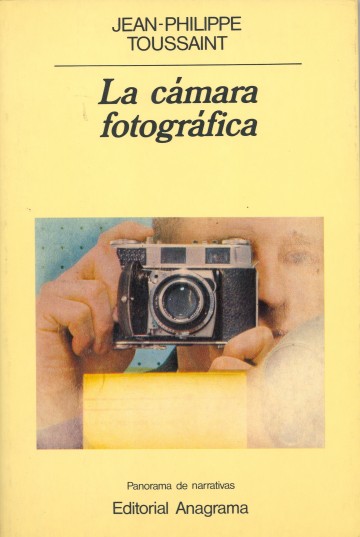 JEAN-PHILIPPE
TOUSSAINT
La cámara
fotográfica
Panorama de narrativas
Editorial Anagrama